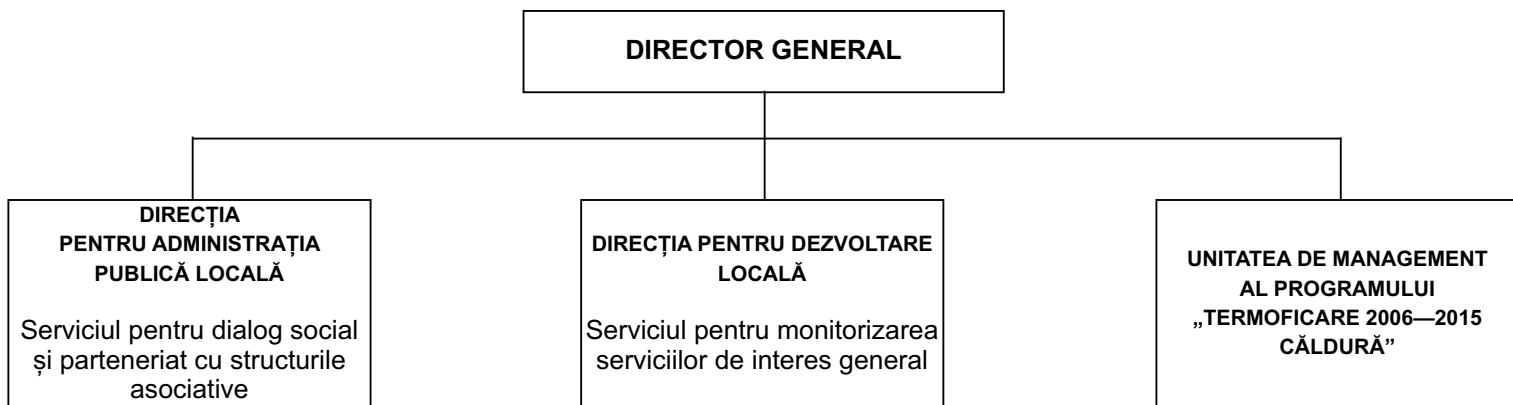 DIRECTOR GENERAL
DIRECȚIA
PENTRU ADMINISTRAȚIA
PUBLICĂ LOCALĂ
Serviciul pentru dialog social
și parteneriat cu structurile
asociative
DIRECȚIA PENTRU DEZVOLTARE
LOCALĂ
Serviciul pentru monitorizarea
serviciilor de interes general
UNITATEA DE MANAGEMENT
AL PROGRAMULUI
„TERMOFICARE 2006—2015
CĂLDURĂ”